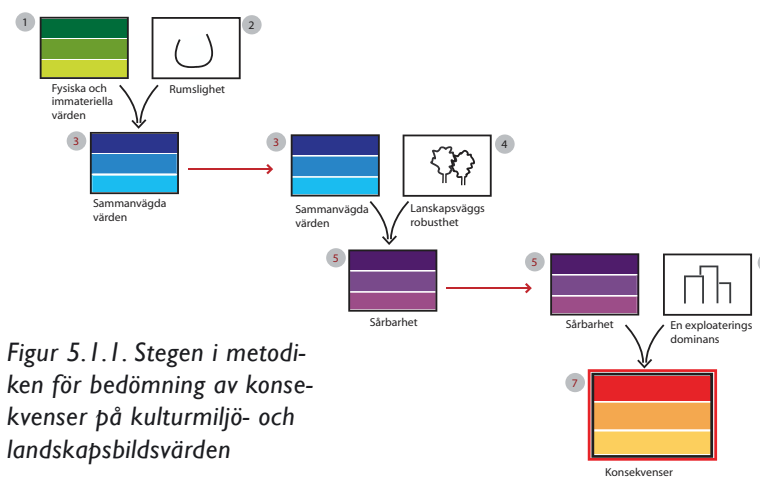 1
2
Fysiska och
immateriella
värden
Rumslighet
3
3
4
Sammanvägda
värden
Sammanvägda
värden
Lanskapsväggs
robusthet
5
5
Sårbarhet
Sårbarhet
En exploaterings
dominans
7
Konsekvenser
Figur 5.1.1. Stegen i metodi-
ken för bedömning av konse-
kvenser på kulturmiljö- och
landskapsbildsvärden